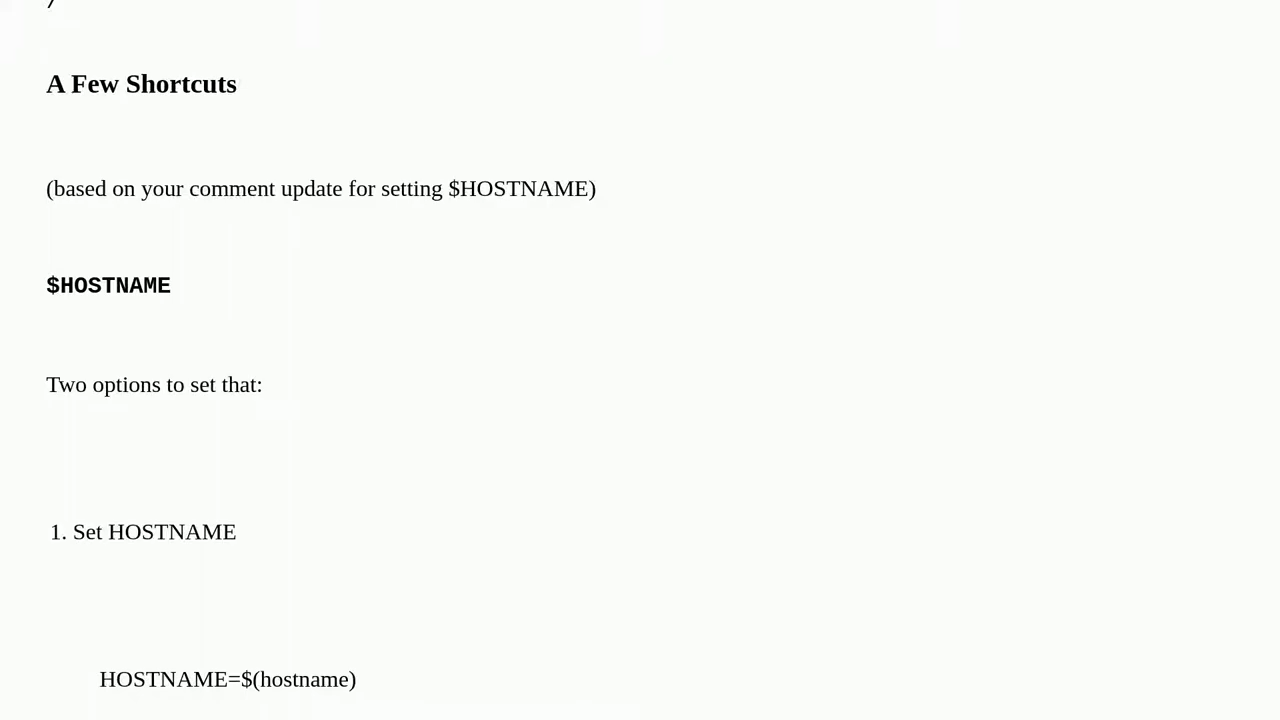 A Few Shortcuts
(based on your comment update for setting $HOSTNAME)
$HOSTNAME
Two options to set that:
1. Set HOSTNAME
HOSTNAME=$(hostname)